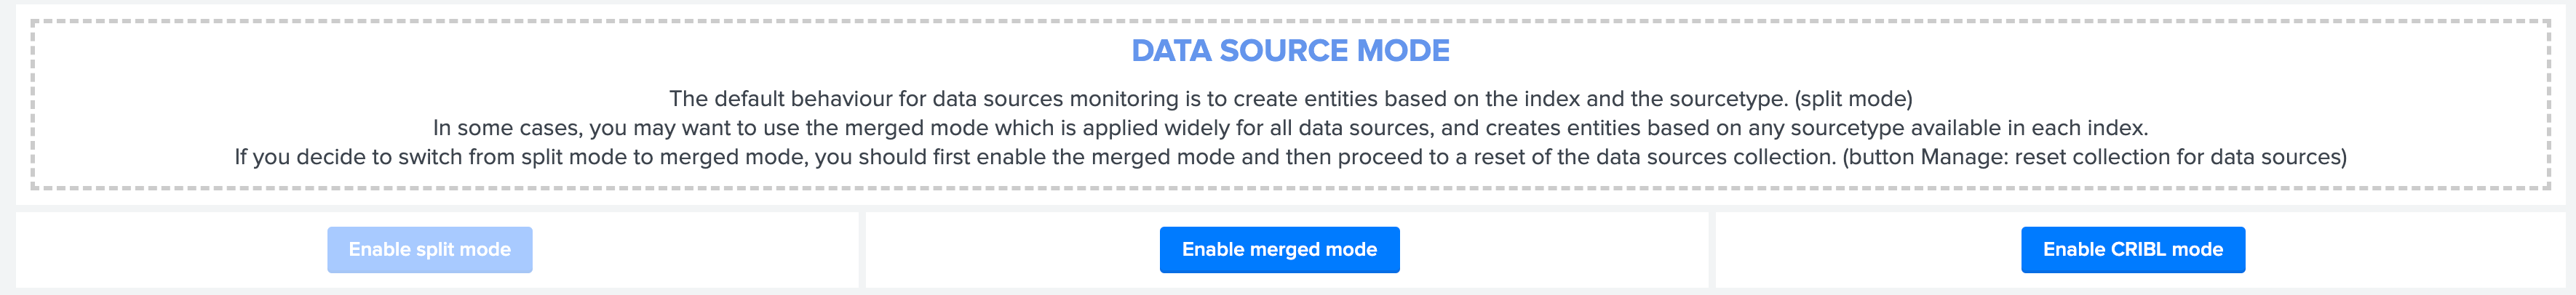 DATA SOURCE MODE
The default behaviour for data sources monitoring is to create entities based on the index and the sourcetype. (split mode)
In some cases, you may want to use the merged mode which is applied widely for all data sources, and creates entities based on any sourcetype available in each index.
If you decide to switch from split mode to merged mode, you should first enable the merged mode and then proceed to a reset of the data sources collection. (button Manage: reset collection for data sources)
Enable split mode
Enable merged mode
Enable CRIBL mode